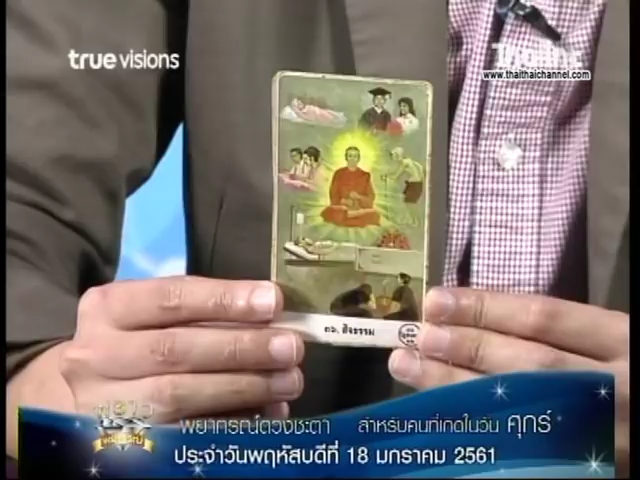 true visions
ThaiThai
www.thaithaichannel.com
๓๖. สัจธรรม
พยากรณ์ดวงชะตา สำหรับคนที่เกิดในวัน ศุกร์
ประจำวันพฤหัสบดีที่ 18 มกราคม 2561